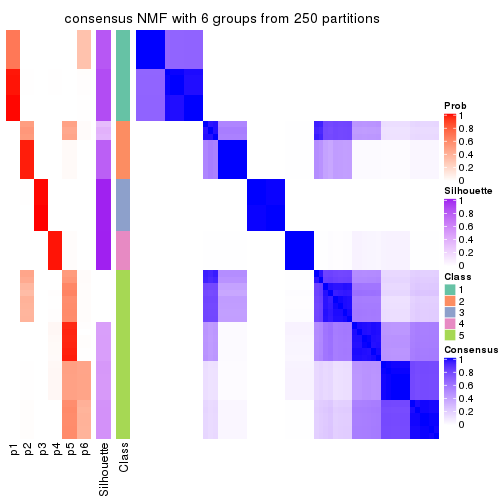 consensus NMF with 6 groups from 250 partitions
Prob
1
0.8
0.6
0.4
0.2
0
Silhouette
1
0.8
0.6
0.4
0.2
0
Class
1
2
3
4
5
Consensus
1
0.8
0.6
0.4
0.2
0
p1
p2
p3
p4
p5
p6
Silhouette
Class